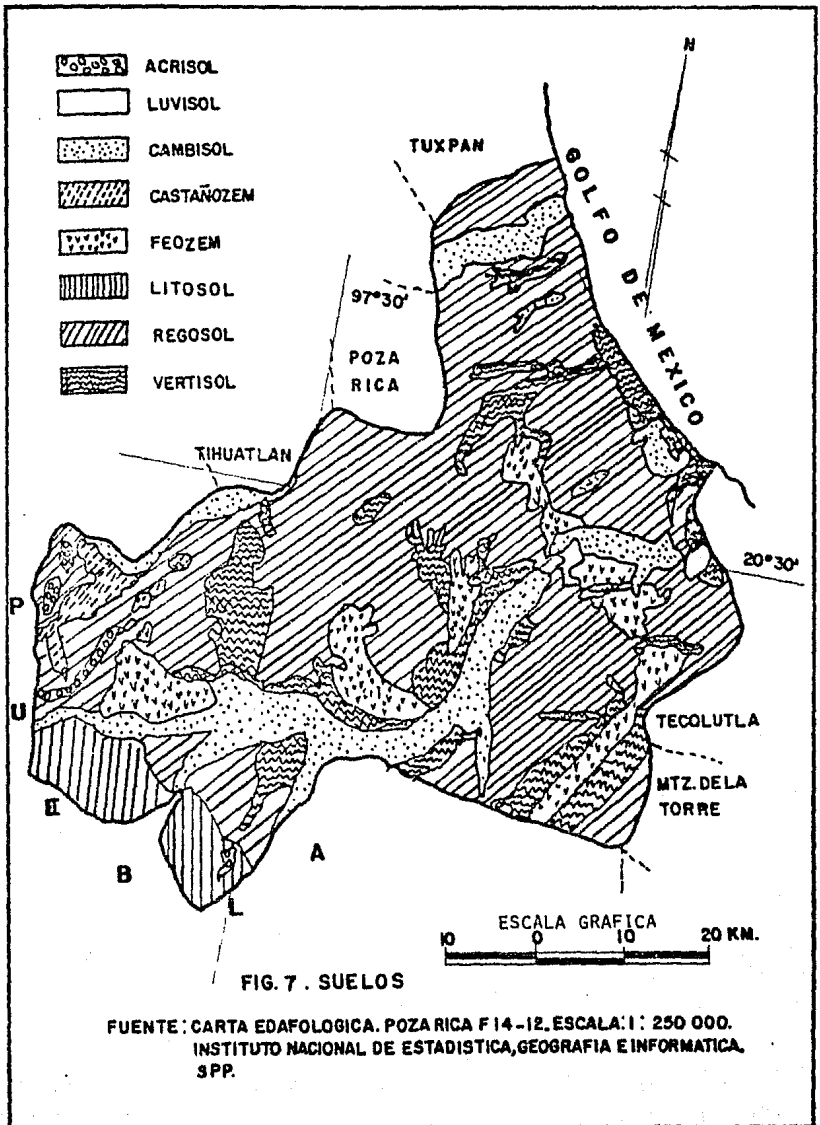 ACRISOL
LUVISOL
CAMBISOL
CASTAÑOZEM
FEOZEM
LITOSOL
REGOSOL
VERTISOL
N
TUXPAN
GOLFO DE MEXICO
97°30'
POZA
RICA
TIHUATLAN
20°30'
P
U
E
B
L
A
TECOLUTLA
MTZ. DE LA
TORRE
ESCALA GRAFICA
10 0 10 20 KM.
FIG. 7 . SUELOS
FUENTE: CARTA EDAFOLOGICA. POZA RICA F 14-12. ESCALA: 1: 250 000.
INSTITUTO NACIONAL DE ESTADISTICA, GEOGRAFIA E INFORMATICA.
SPP.